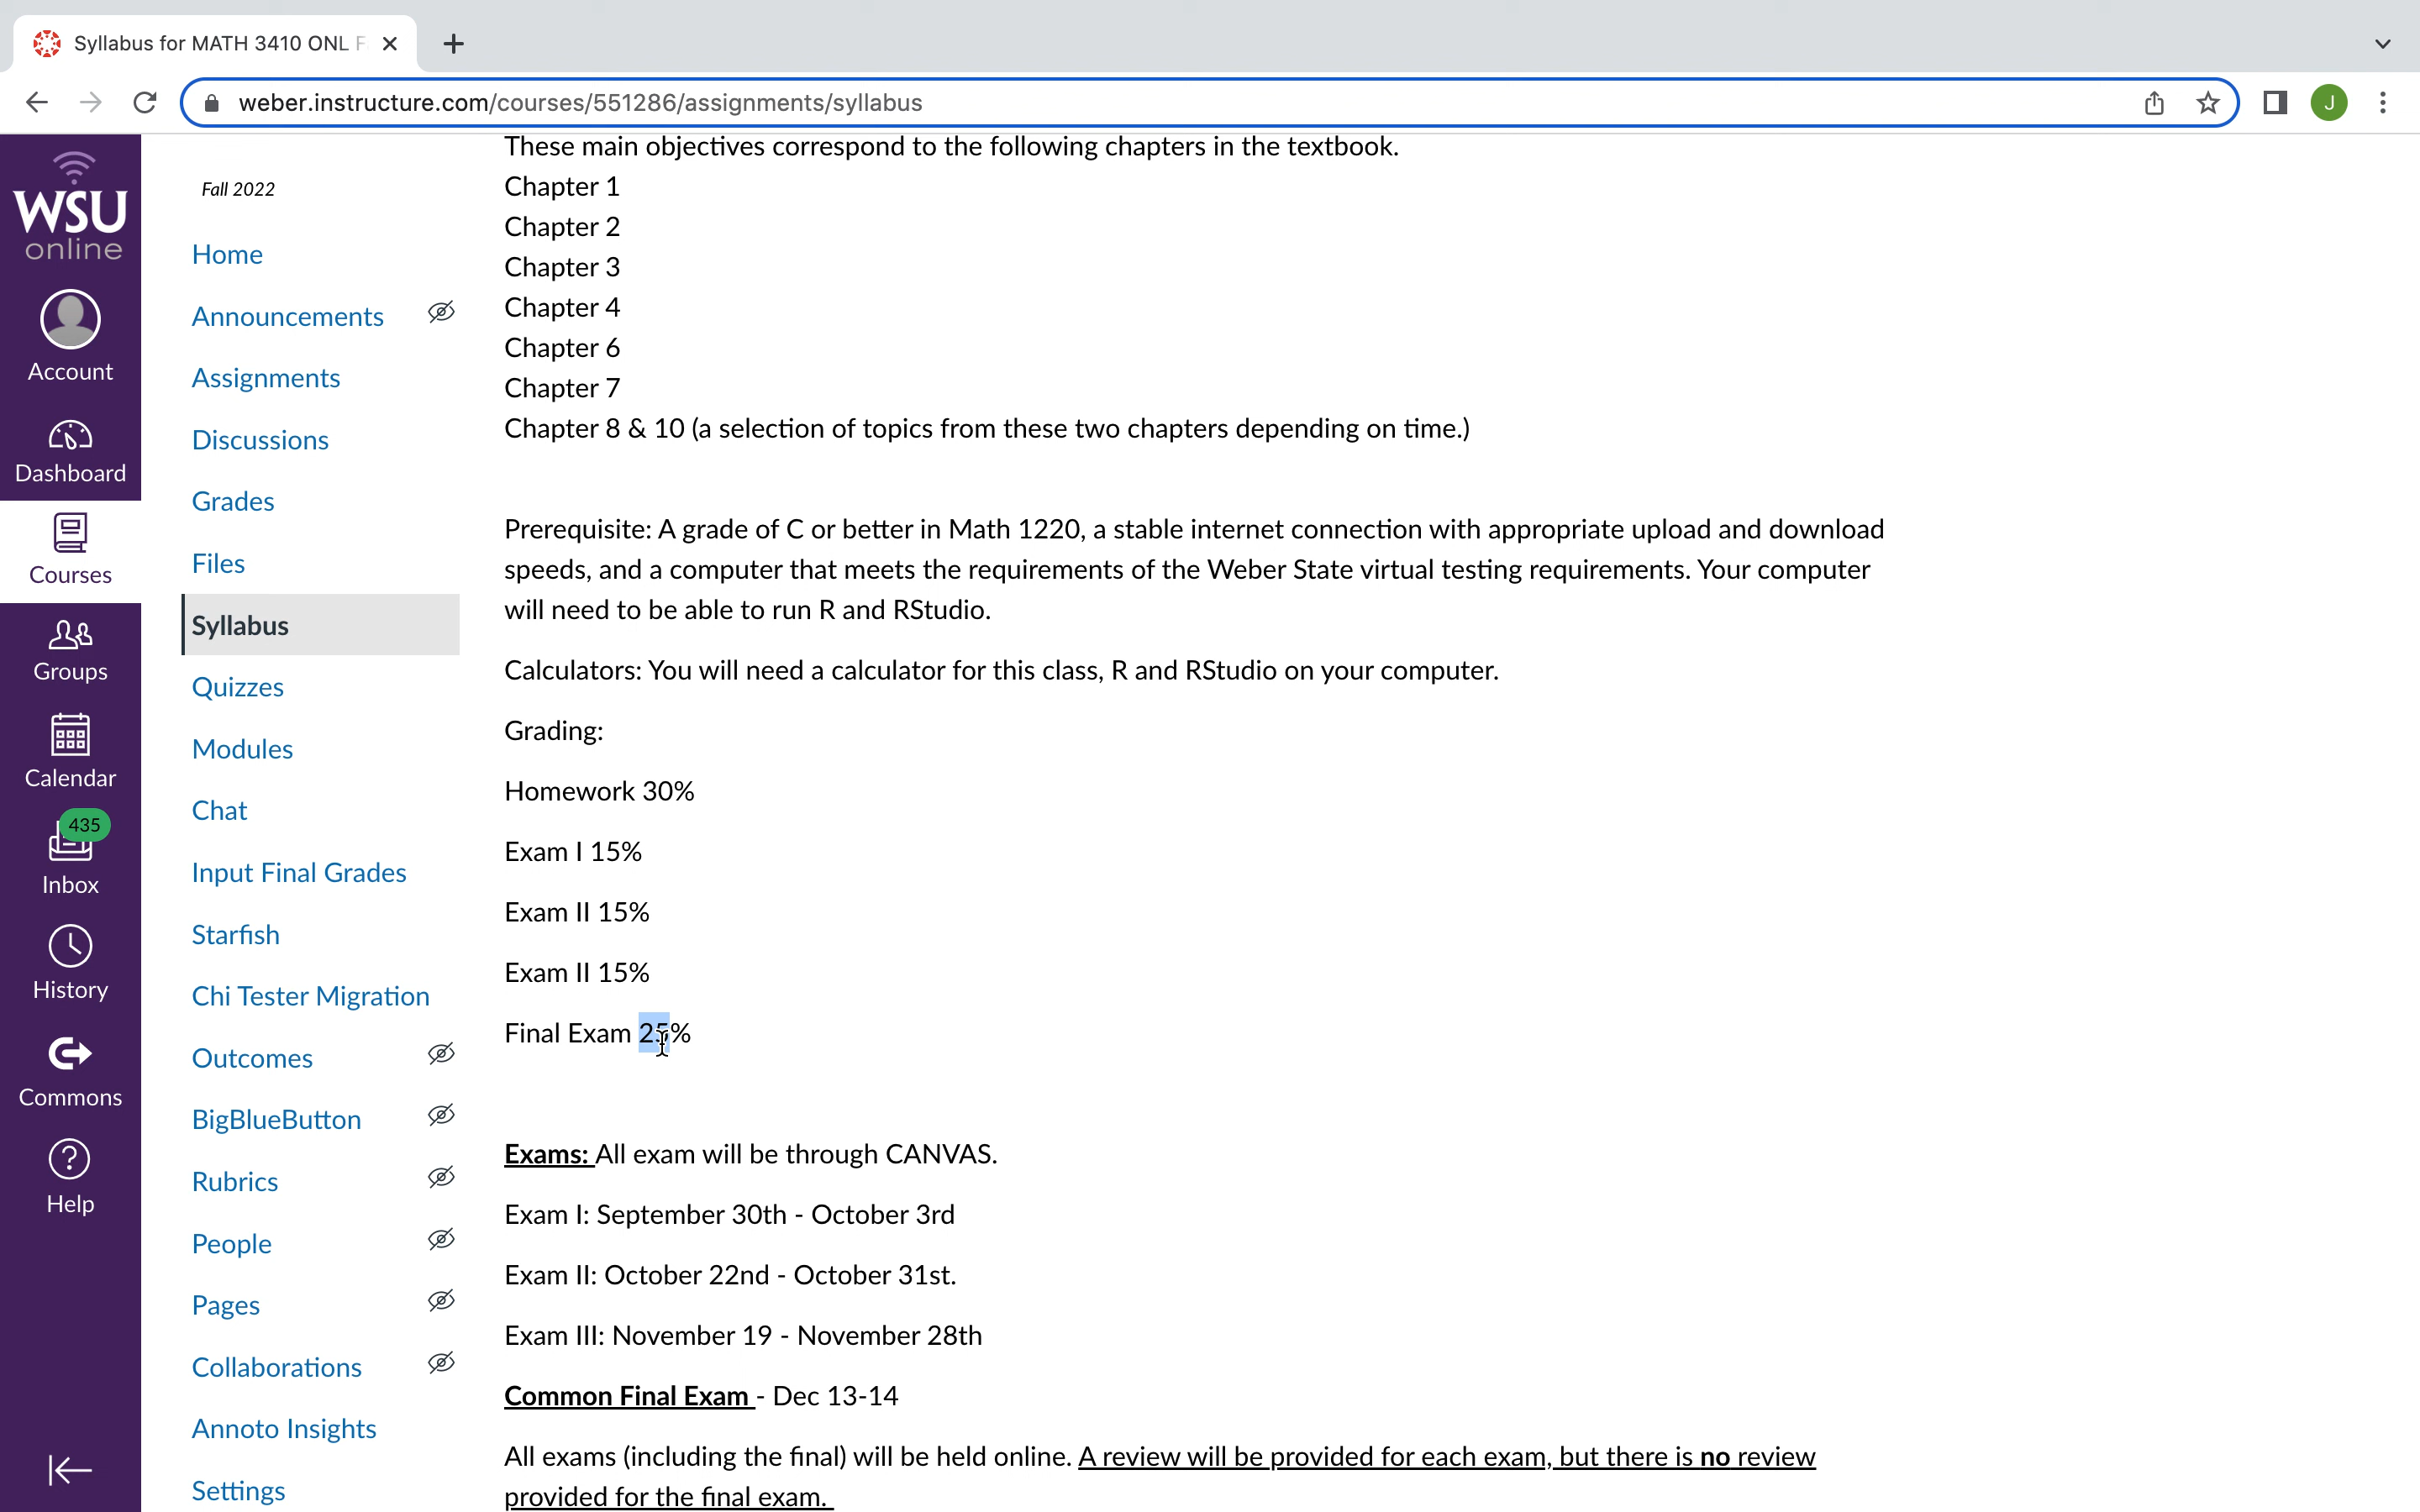 Syllabus for MATH 3410 ONL F
weber.instructure.com/courses/551286/assignments/syllabus
J
WSU
online
Account
Dashboard
Courses
Groups
Calendar
435
Inbox
History
Commons
Help
Fall 2022
Home
Announcements
Assignments
Discussions
Grades
Files
Syllabus
Quizzes
Modules
Chat
Input Final Grades
Starfish
Chi Tester Migration
Outcomes
BigBlueButton
Rubrics
People
Pages
Collaborations
Annoto Insights
Settings
These main objectives correspond to the following chapters in the textbook.
Chapter 1
Chapter 2
Chapter 3
Chapter 4
Chapter 6
Chapter 7
Chapter 8 & 10 (a selection of topics from these two chapters depending on time.)
Prerequisite: A grade of C or better in Math 1220, a stable internet connection with appropriate upload and download
speeds, and a computer that meets the requirements of the Weber State virtual testing requirements. Your computer
will need to be able to run R and RStudio.
Calculators: You will need a calculator for this class, R and RStudio on your computer.
Grading:
Homework 30%
Exam I 15%
Exam II 15%
Exam II 15%
Final Exam 25%
Exams: All exam will be through CANVAS.
Exam I: September 30th - October 3rd
Exam II: October 22nd - October 31st.
Exam III: November 19 - November 28th
Common Final Exam - Dec 13-14
All exams (including the final) will be held online. A review will be provided for each exam, but there is no review
provided for the final exam.